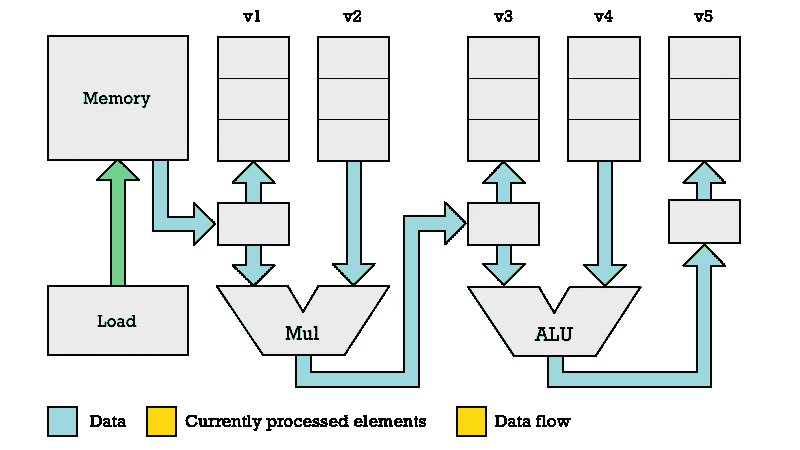 v1 v2 v3 v4 v5
Memory
Load
Mul
ALU
Data
Currently processed elements
Data flow